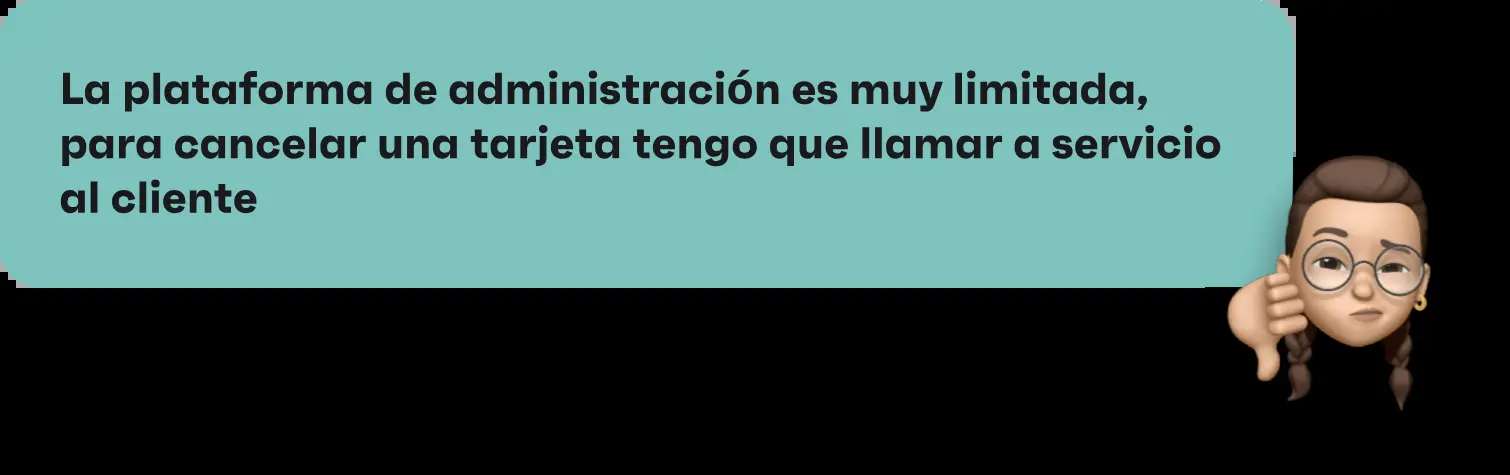 La plataforma de administración es muy limitada,
para cancelar una tarjeta tengo que llamar a servicio
al cliente